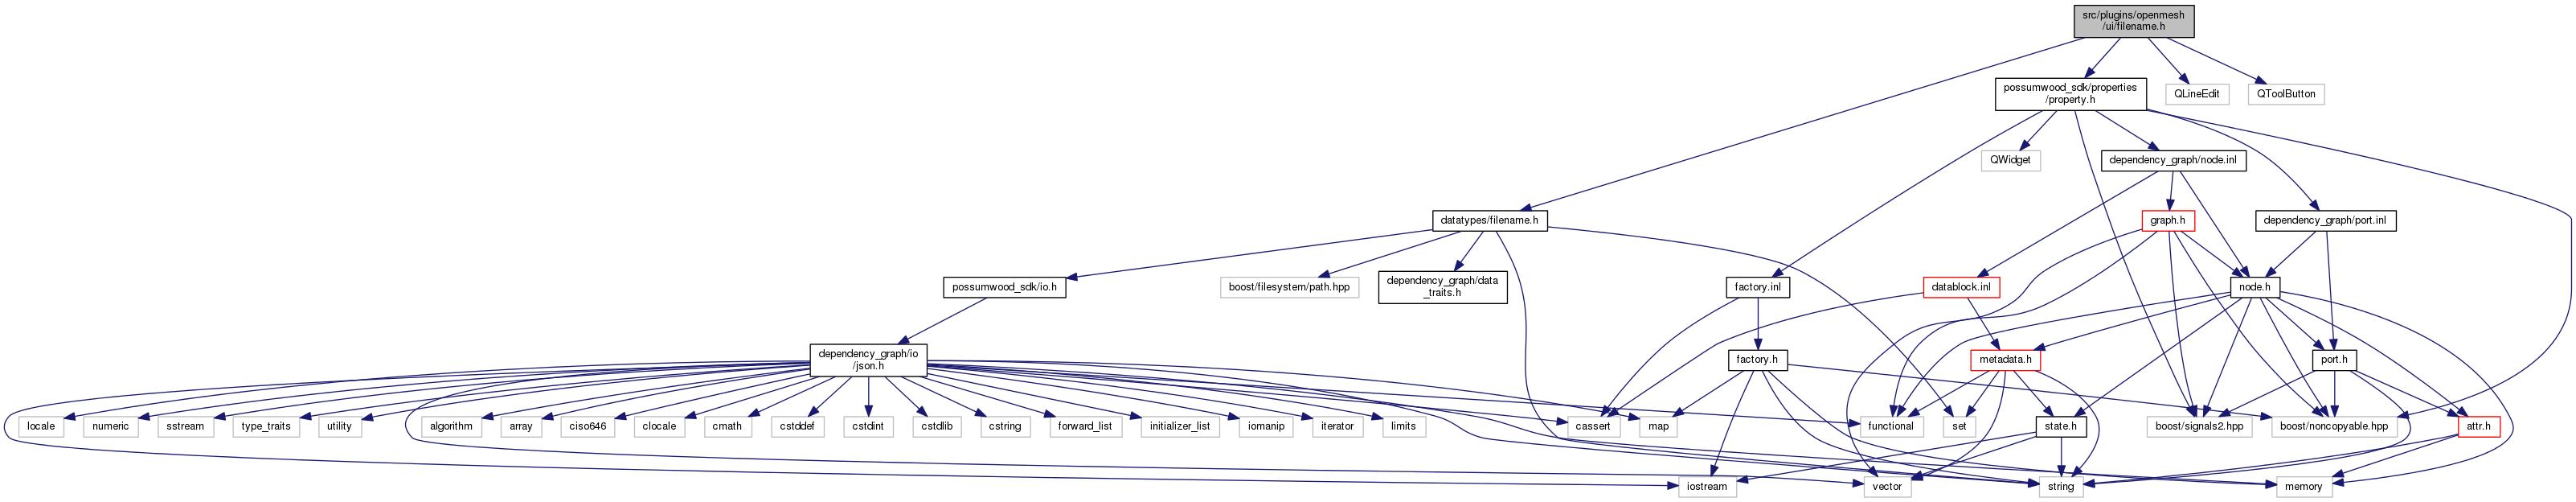 src/plugins/openmesh
/ui/filename.h
possumwood_sdk/properties
/property.h
QLineEdit
QToolButton
QWidget
dependency_graph/node.inl
datatypes/filename.h
graph.h
dependency_graph/port.inl
possumwood_sdk/io.h
boost/filesystem/path.hpp
dependency_graph/data
_traits.h
factory.inl
datablock.inl
node.h
dependency_graph/io
/json.h
factory.h
metadata.h
port.h
locale
numeric
sstream
type_traits
utility
algorithm
array
ciso646
clocale
cmath
cstddef
cstdint
cstdlib
cstring
forward_list
initializer_list
iomanip
iterator
limits
cassert
map
functional
set
state.h
boost/signals2.hpp
boost/noncopyable.hpp
attr.h
iostream
vector
string
memory